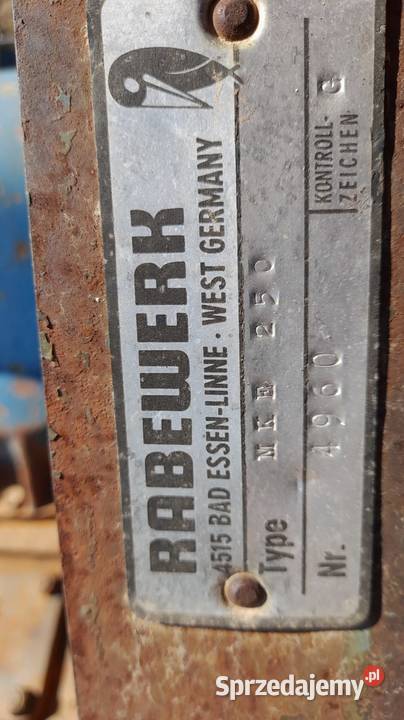 RABEWERK
4515 BAD ESSEN-LINNE · WEST GERMANY
Type MKE 250
Nr. 4960
KONTROLL-
ZEICHEN G
Sprzedajemy.pl